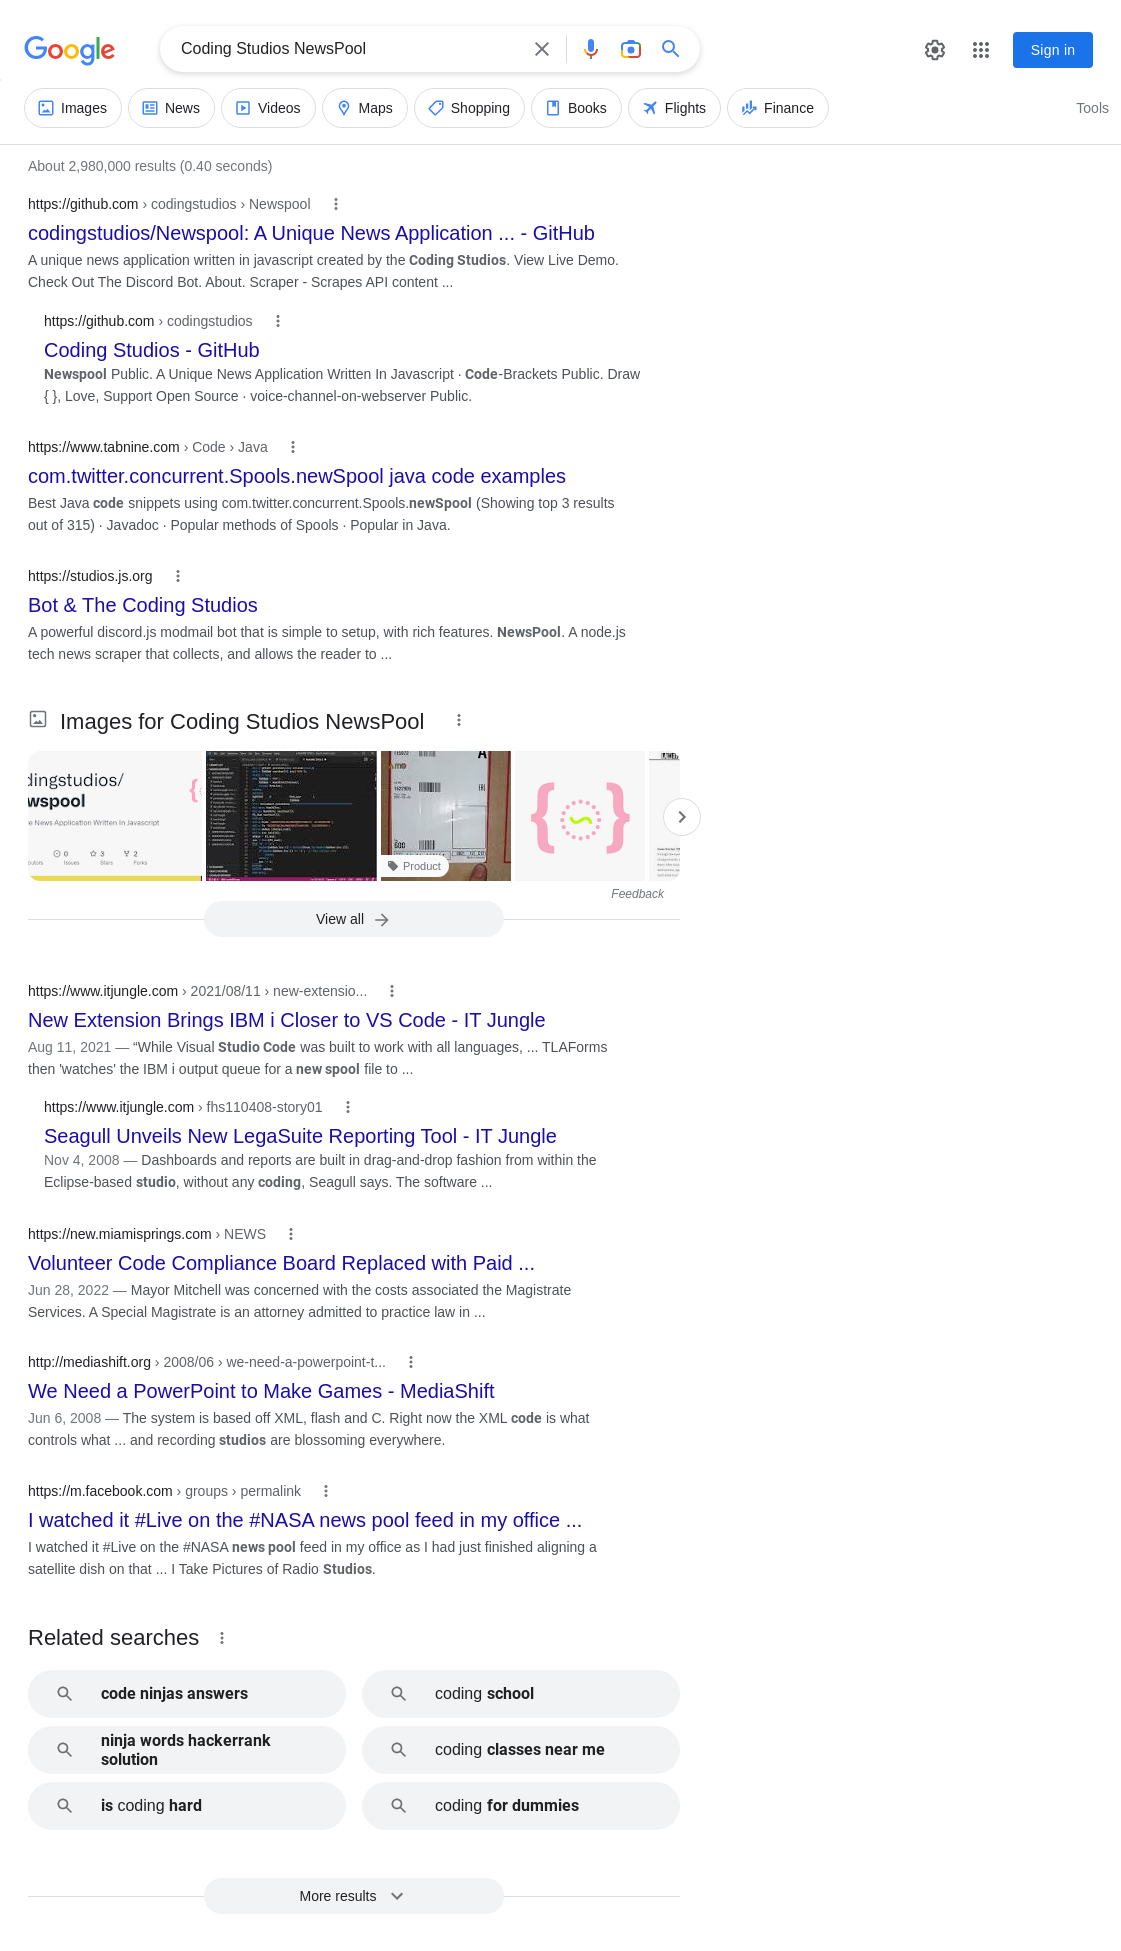 Google
Coding Studios NewsPool
Sign in
Images
News
Videos
Maps
Shopping
Books
Flights
Finance
Tools
About 2,980,000 results (0.40 seconds)
https://github.com › codingstudios › Newspool
codingstudios/Newspool: A Unique News Application ... - GitHub
A unique news application written in javascript created by the Coding Studios. View Live Demo.
Check Out The Discord Bot. About. Scraper - Scrapes API content ...
https://github.com › codingstudios
Coding Studios - GitHub
Newspool Public. A Unique News Application Written In Javascript · Code-Brackets Public. Draw
{ }, Love, Support Open Source · voice-channel-on-webserver Public.
https://www.tabnine.com › Code › Java
com.twitter.concurrent.Spools.newSpool java code examples
Best Java code snippets using com.twitter.concurrent.Spools.newSpool (Showing top 3 results
out of 315) · Javadoc · Popular methods of Spools · Popular in Java.
https://studios.js.org
Bot & The Coding Studios
A powerful discord.js modmail bot that is simple to setup, with rich features. NewsPool. A node.js
tech news scraper that collects, and allows the reader to ...
Images for Coding Studios NewsPool
dingstudios/
wspool
e News Application Written In Javascript
utors
0
Issues
3
Stars
2
Forks
A
600
Product
{ }
Feedback
View all
https://www.itjungle.com › 2021/08/11 › new-extensio...
New Extension Brings IBM i Closer to VS Code - IT Jungle
Aug 11, 2021 — “While Visual Studio Code was built to work with all languages, ... TLAForms
then 'watches' the IBM i output queue for a new spool file to ...
https://www.itjungle.com › fhs110408-story01
Seagull Unveils New LegaSuite Reporting Tool - IT Jungle
Nov 4, 2008 — Dashboards and reports are built in drag-and-drop fashion from within the
Eclipse-based studio, without any coding, Seagull says. The software ...
https://new.miamisprings.com › NEWS
Volunteer Code Compliance Board Replaced with Paid ...
Jun 28, 2022 — Mayor Mitchell was concerned with the costs associated the Magistrate
Services. A Special Magistrate is an attorney admitted to practice law in ...
http://mediashift.org › 2008/06 › we-need-a-powerpoint-t...
We Need a PowerPoint to Make Games - MediaShift
Jun 6, 2008 — The system is based off XML, flash and C. Right now the XML code is what
controls what ... and recording studios are blossoming everywhere.
https://m.facebook.com › groups › permalink
I watched it #Live on the #NASA news pool feed in my office ...
I watched it #Live on the #NASA news pool feed in my office as I had just finished aligning a
satellite dish on that ... I Take Pictures of Radio Studios.
Related searches
code ninjas answers
coding school
ninja words hackerrank
solution
coding classes near me
is coding hard
coding for dummies
More results